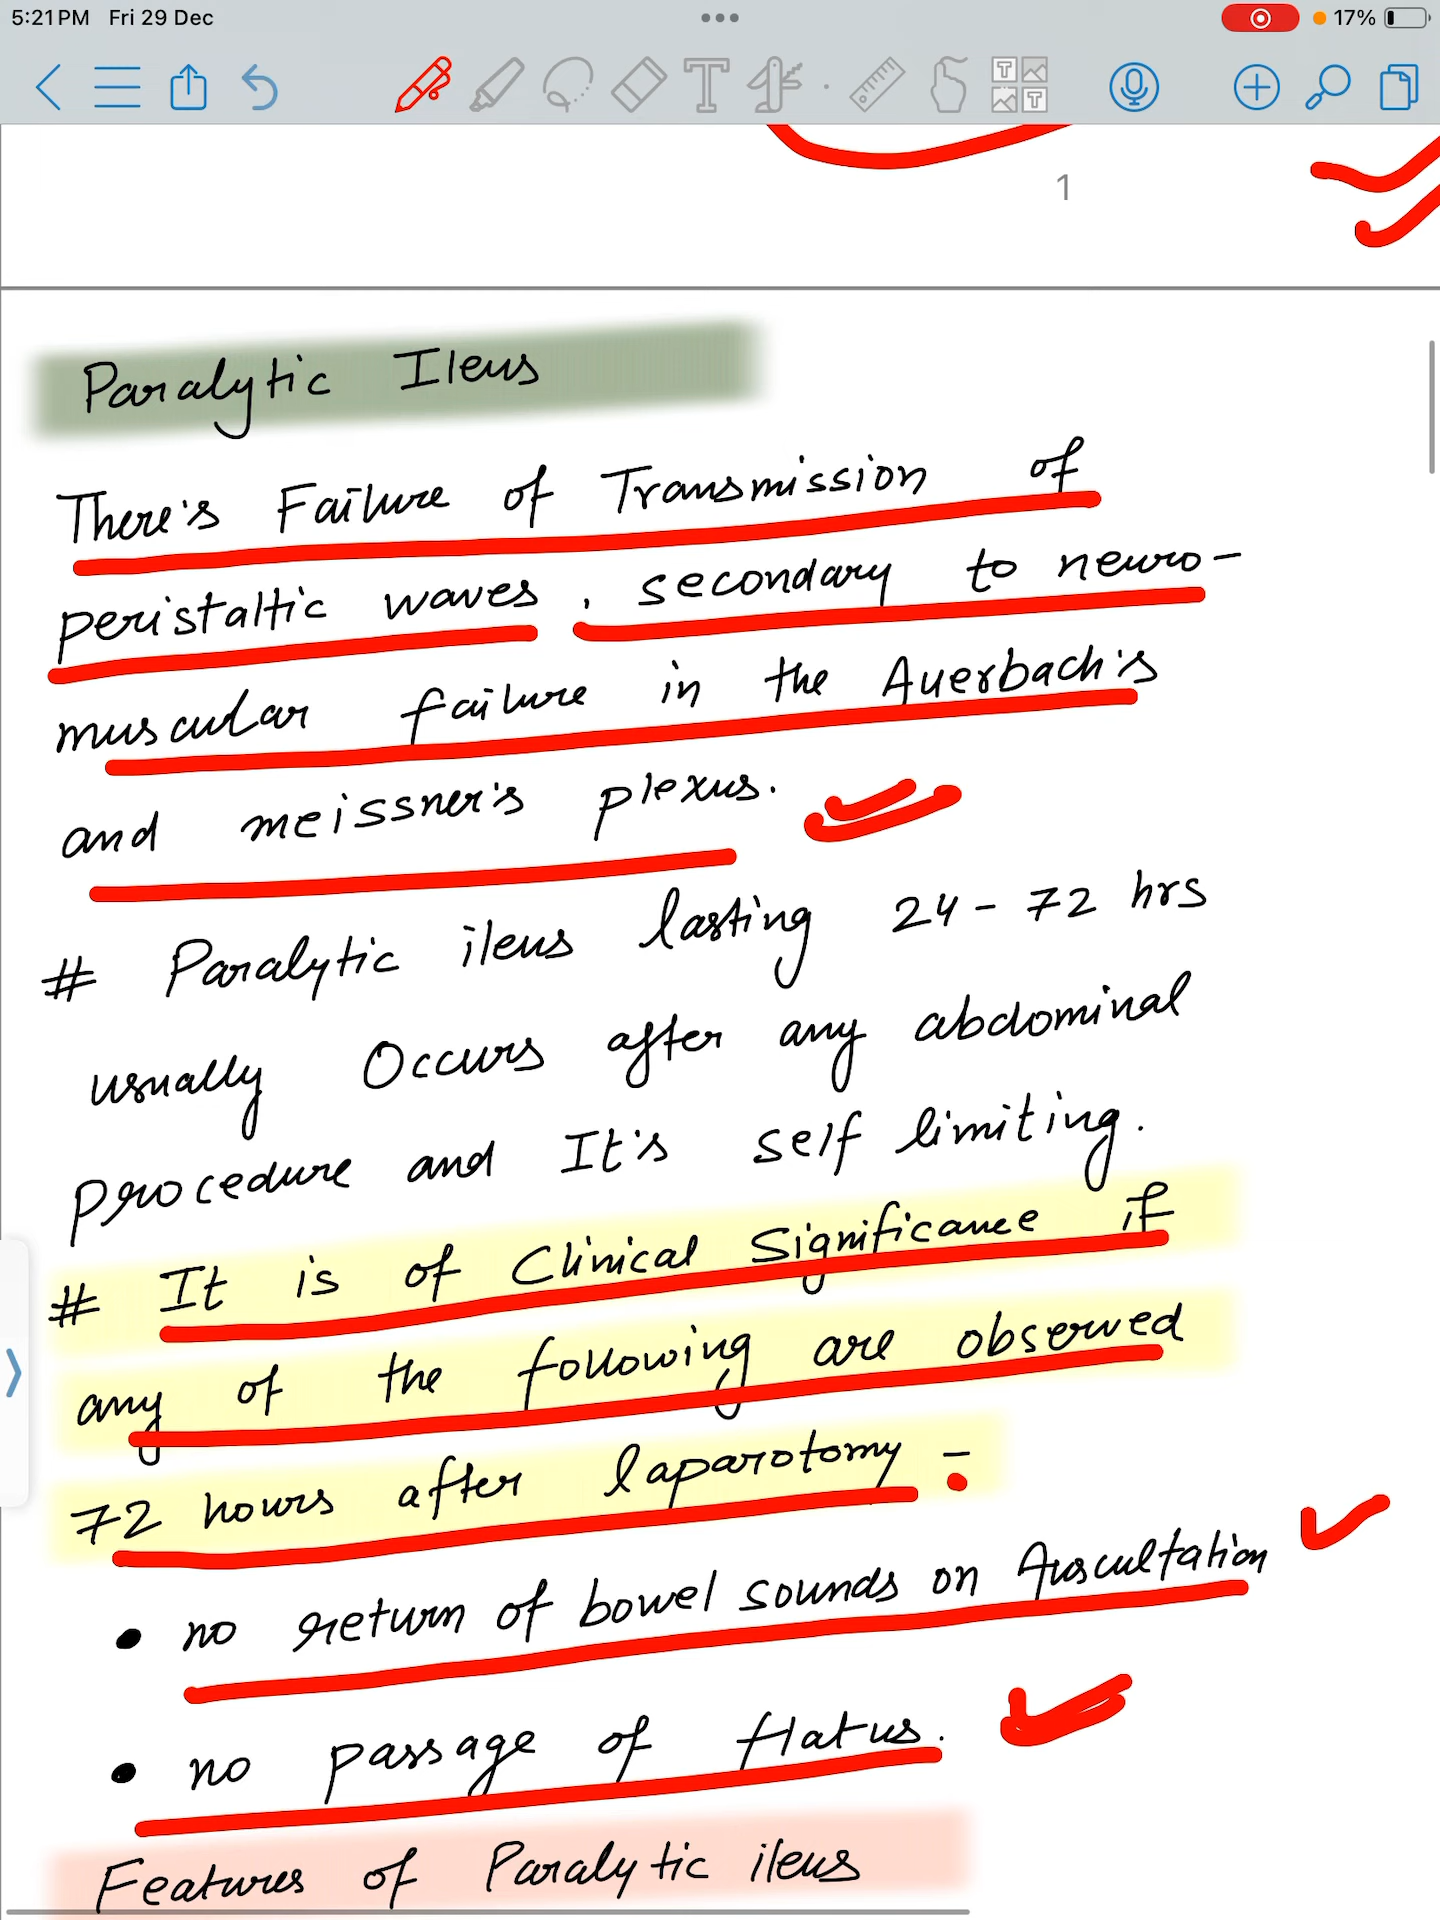 5:21 PM Fri 29 Dec
17%
1
Paralytic Ileus
There's Failure of Transmission of
peristaltic waves, secondary to neuro-
muscular failure in the Auerbach's
and meissner's plexus.
# Paralytic ileus lasting 24-72 hrs
usually Occurs after any abdominal
procedure and It's self limiting.
# It is of Clinical Significance if
any of the following are observed
72 hours after laparotomy -
• no return of bowel sounds on Auscultation
• no passage of flatus.
Features of Paralytic ileus